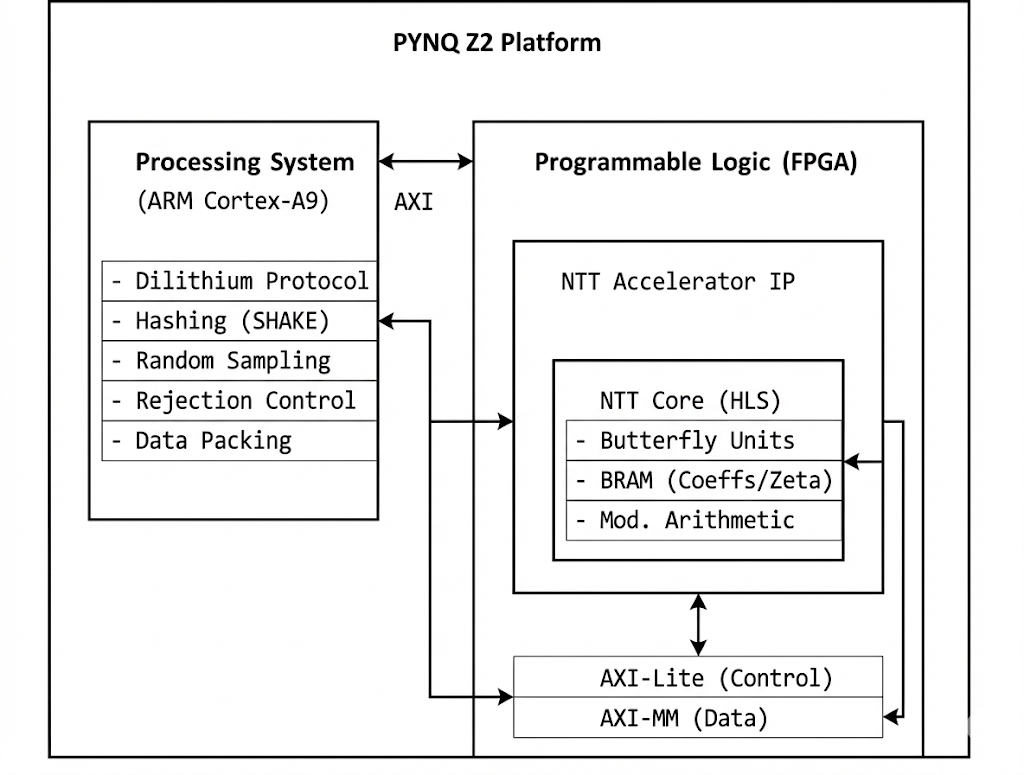 PYNQ Z2 Platform
Processing System
(ARM Cortex-A9)
- Dilithium Protocol
- Hashing (SHAKE)
- Random Sampling
- Rejection Control
- Data Packing
AXI
Programmable Logic (FPGA)
NTT Accelerator IP
NTT Core (HLS)
- Butterfly Units
- BRAM (Coeffs/Zeta)
- Mod. Arithmetic
AXI-Lite (Control)
AXI-MM (Data)